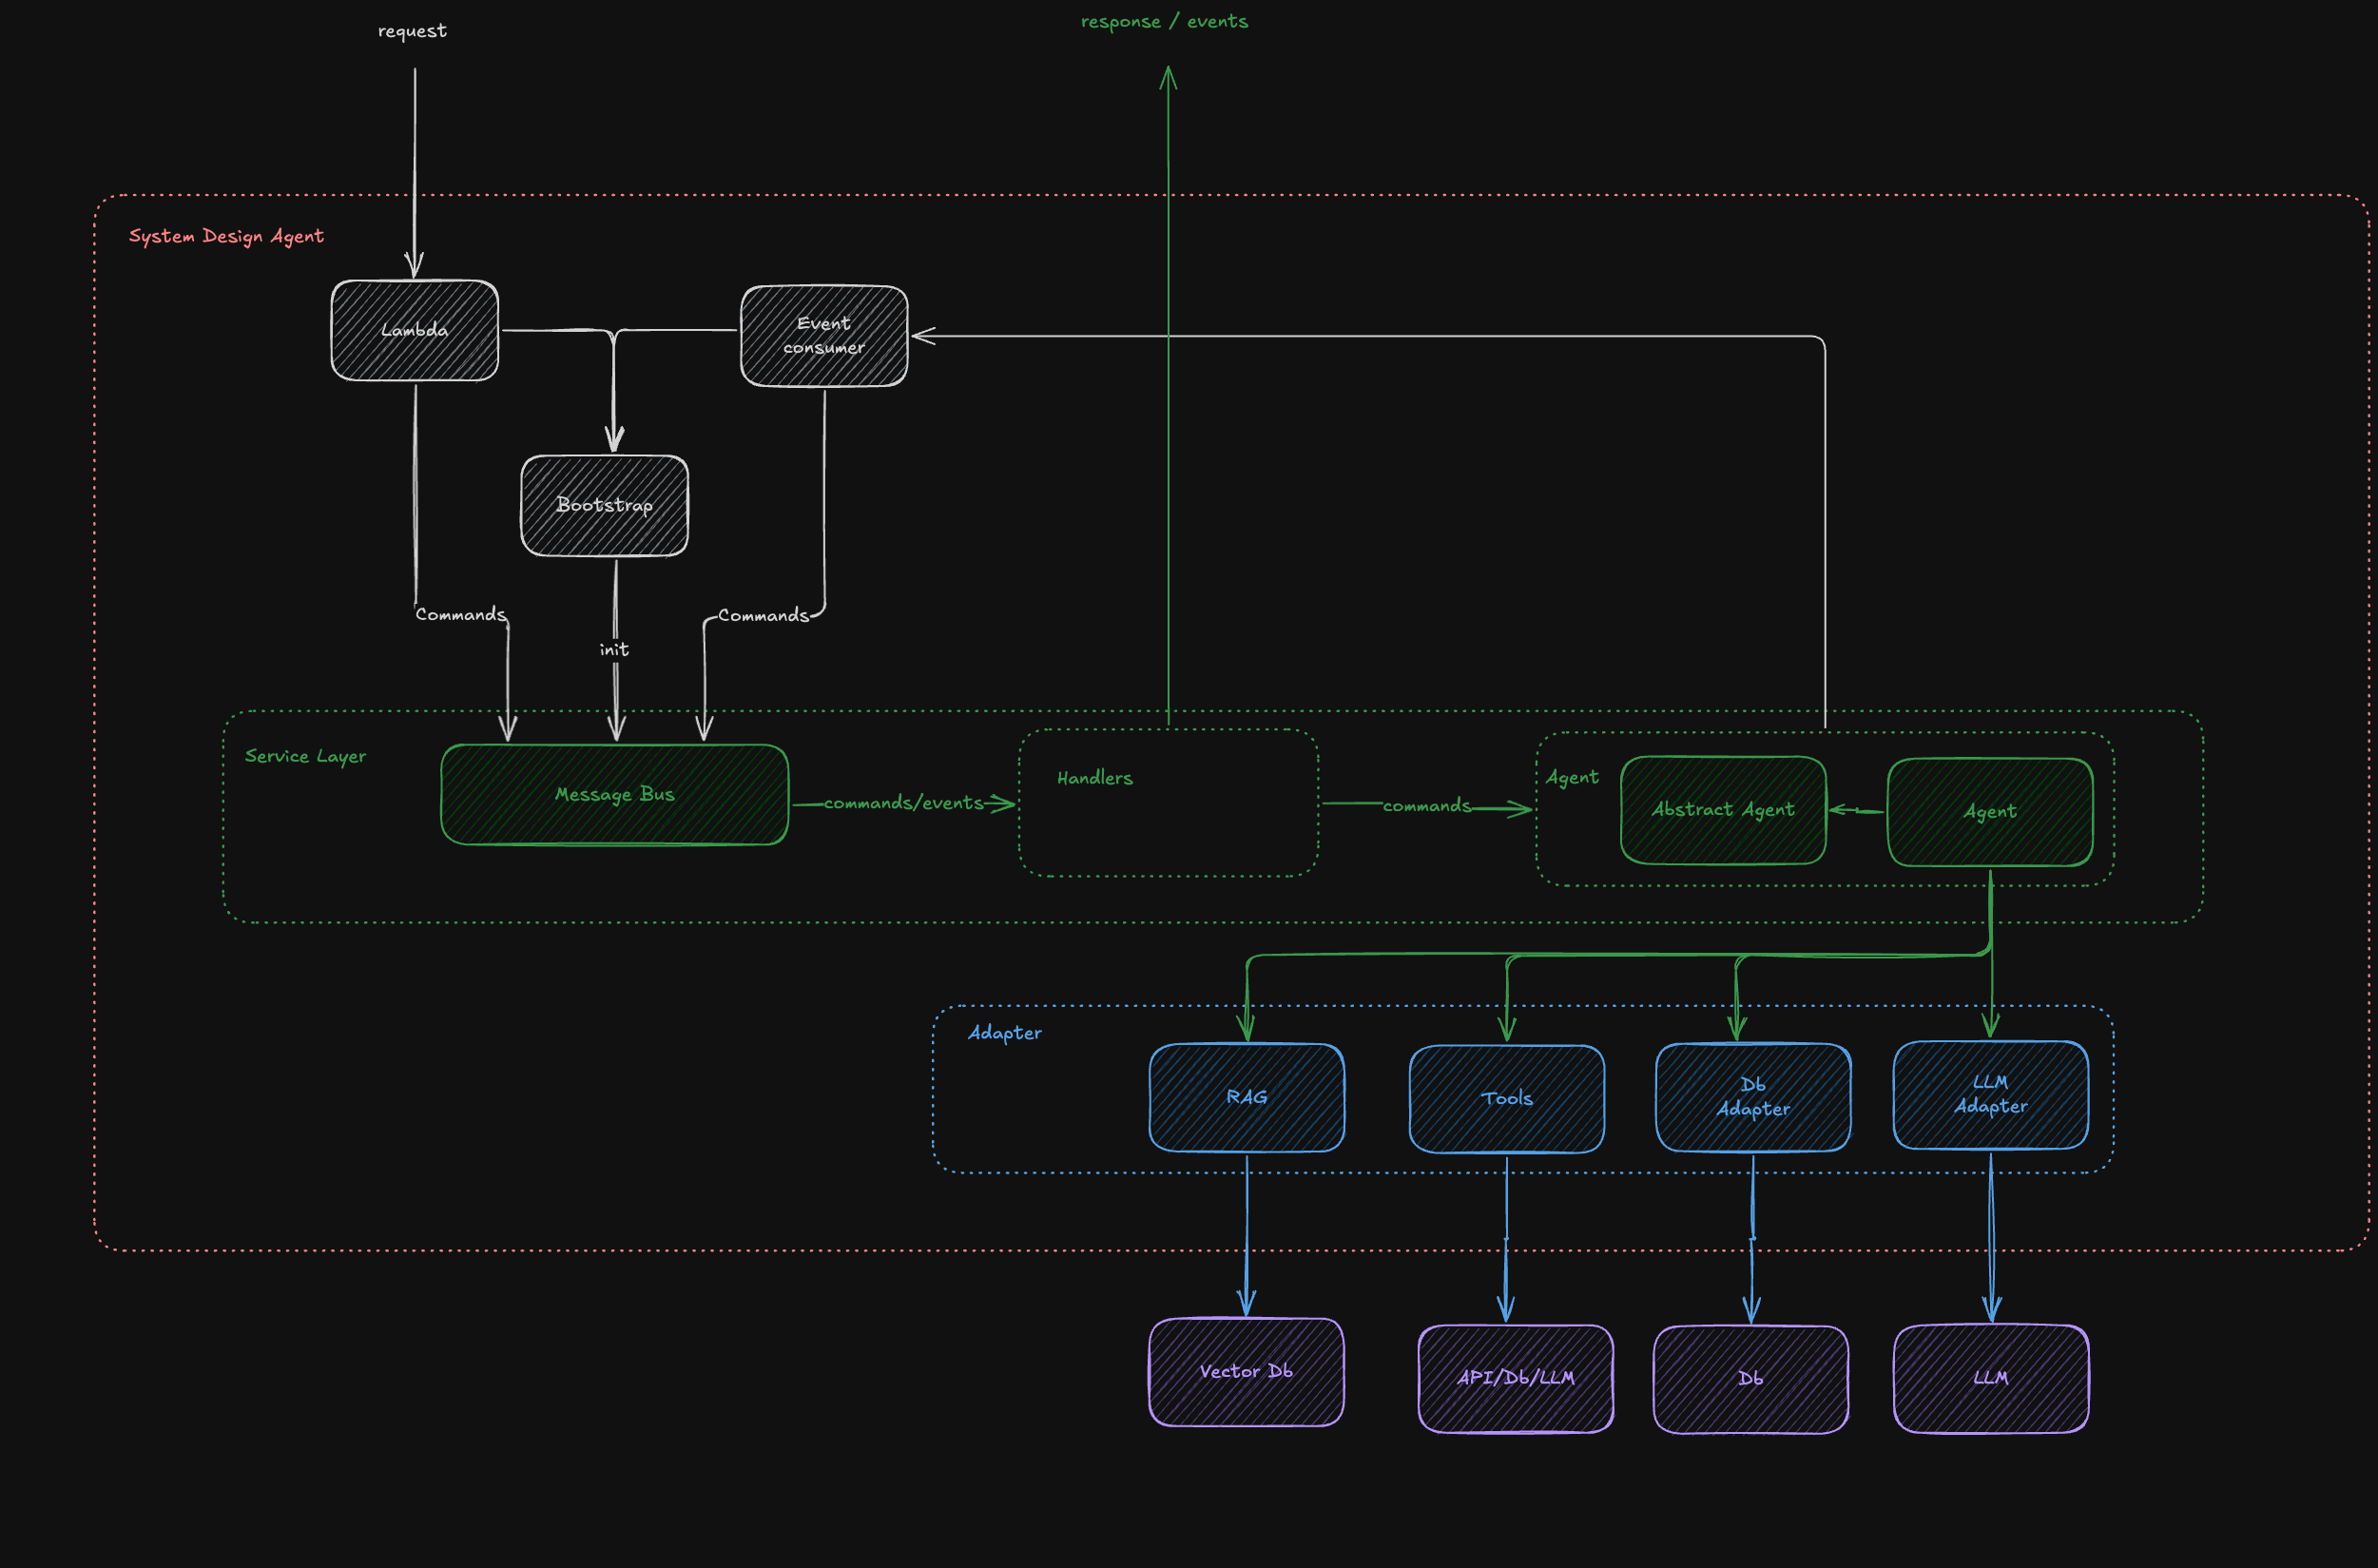 request
response / events
System Design Agent
Lambda
Event
consumer
Bootstrap
Commands
Commands
init
Service Layer
Message Bus
commands/events
Handlers
commands
Agent
Abstract Agent
Agent
Adapter
RAG
Tools
Db
Adapter
LLM
Adapter
Vector Db
API/Db/LLM
Db
LLM